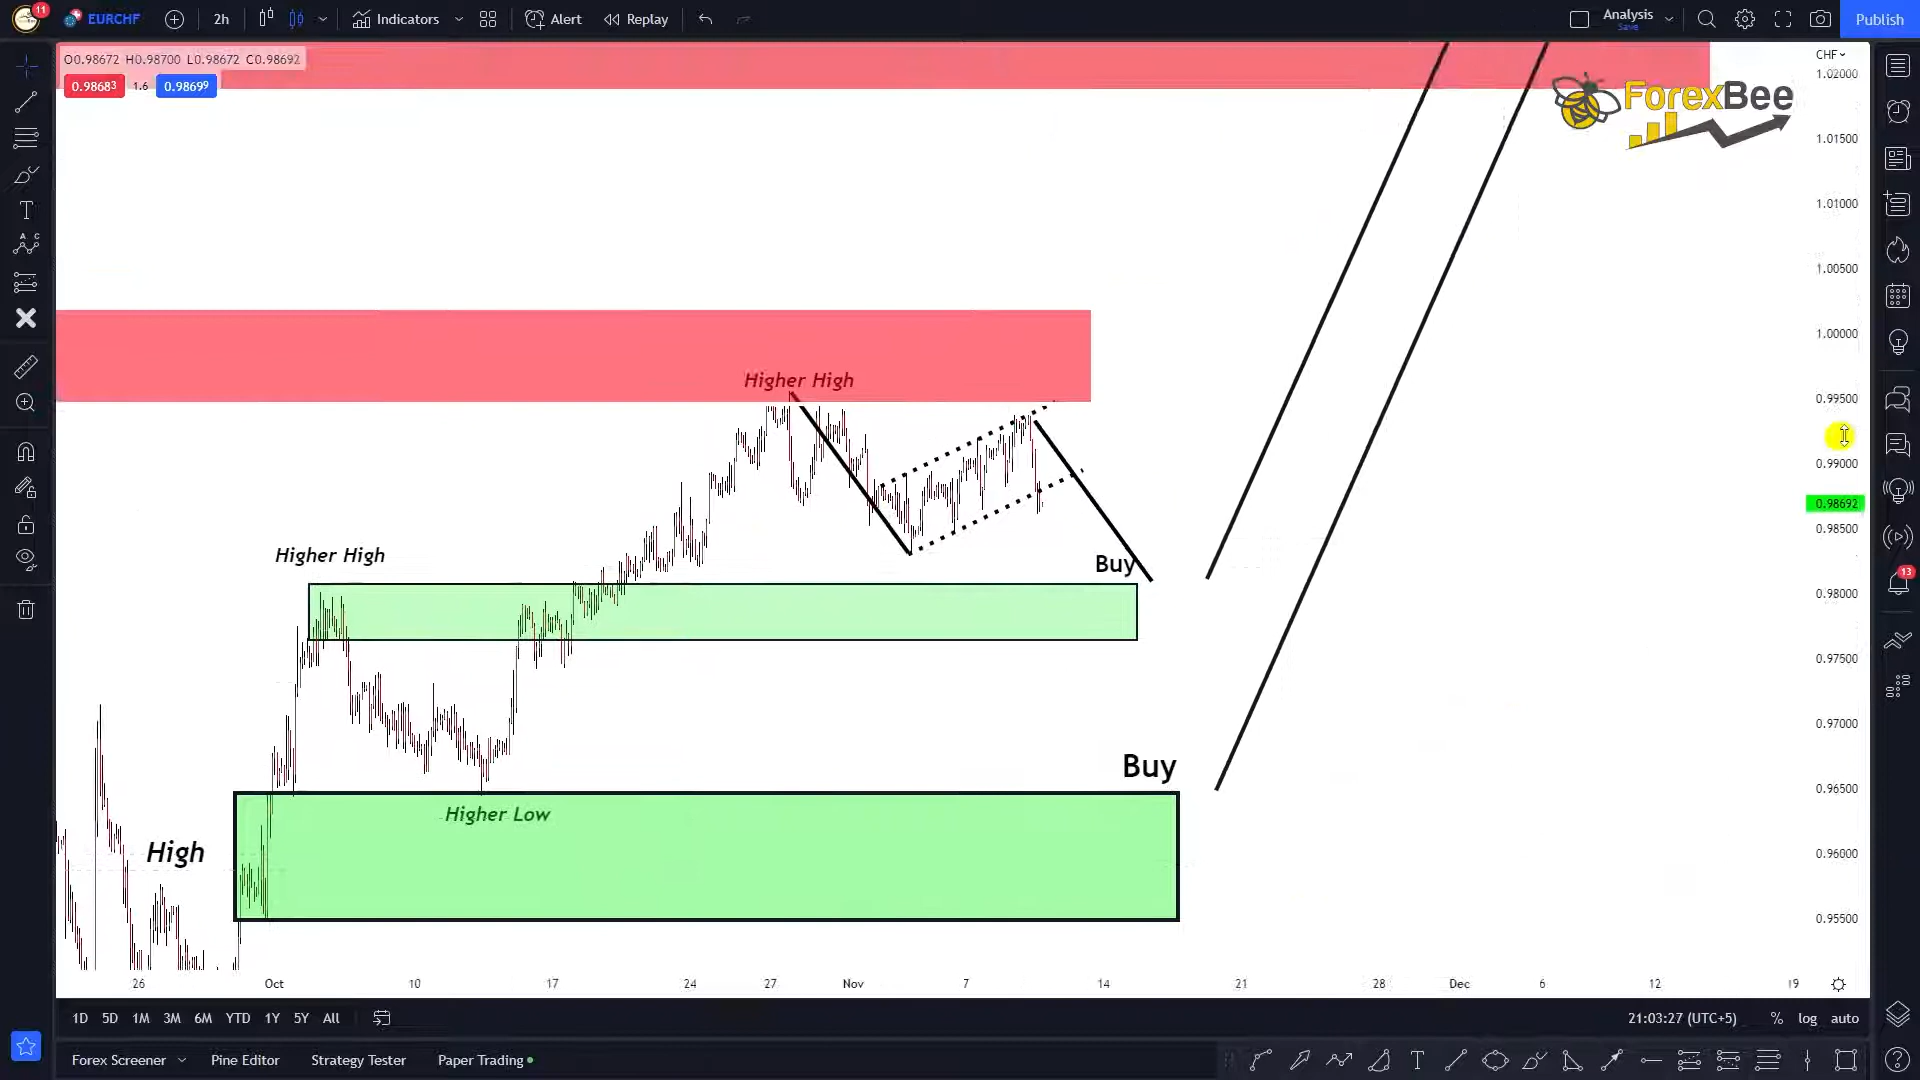 11 EURCHF 2h Indicators Alert Replay Analysis Save Publish
O0.98672 H0.98700 L0.98672 C0.98692
0.98683 1.6 0.98699
CHF
1.02000
ForexBee
1.01500
1.01000
1.00500
1.00000
Higher High
0.99500
0.99000
0.98692
0.98500
Higher High
Buy
13
0.98000
0.97500
0.97000
Buy
0.96500
Higher Low
High
0.96000
0.95500
26 Oct 10 17 24 27 Nov 7 14 21 28 Dec 6 12 19
1D 5D 1M 3M 6M YTD 1Y 5Y All 21:03:27 (UTC+5) % log auto
Forex Screener Pine Editor Strategy Tester Paper Trading